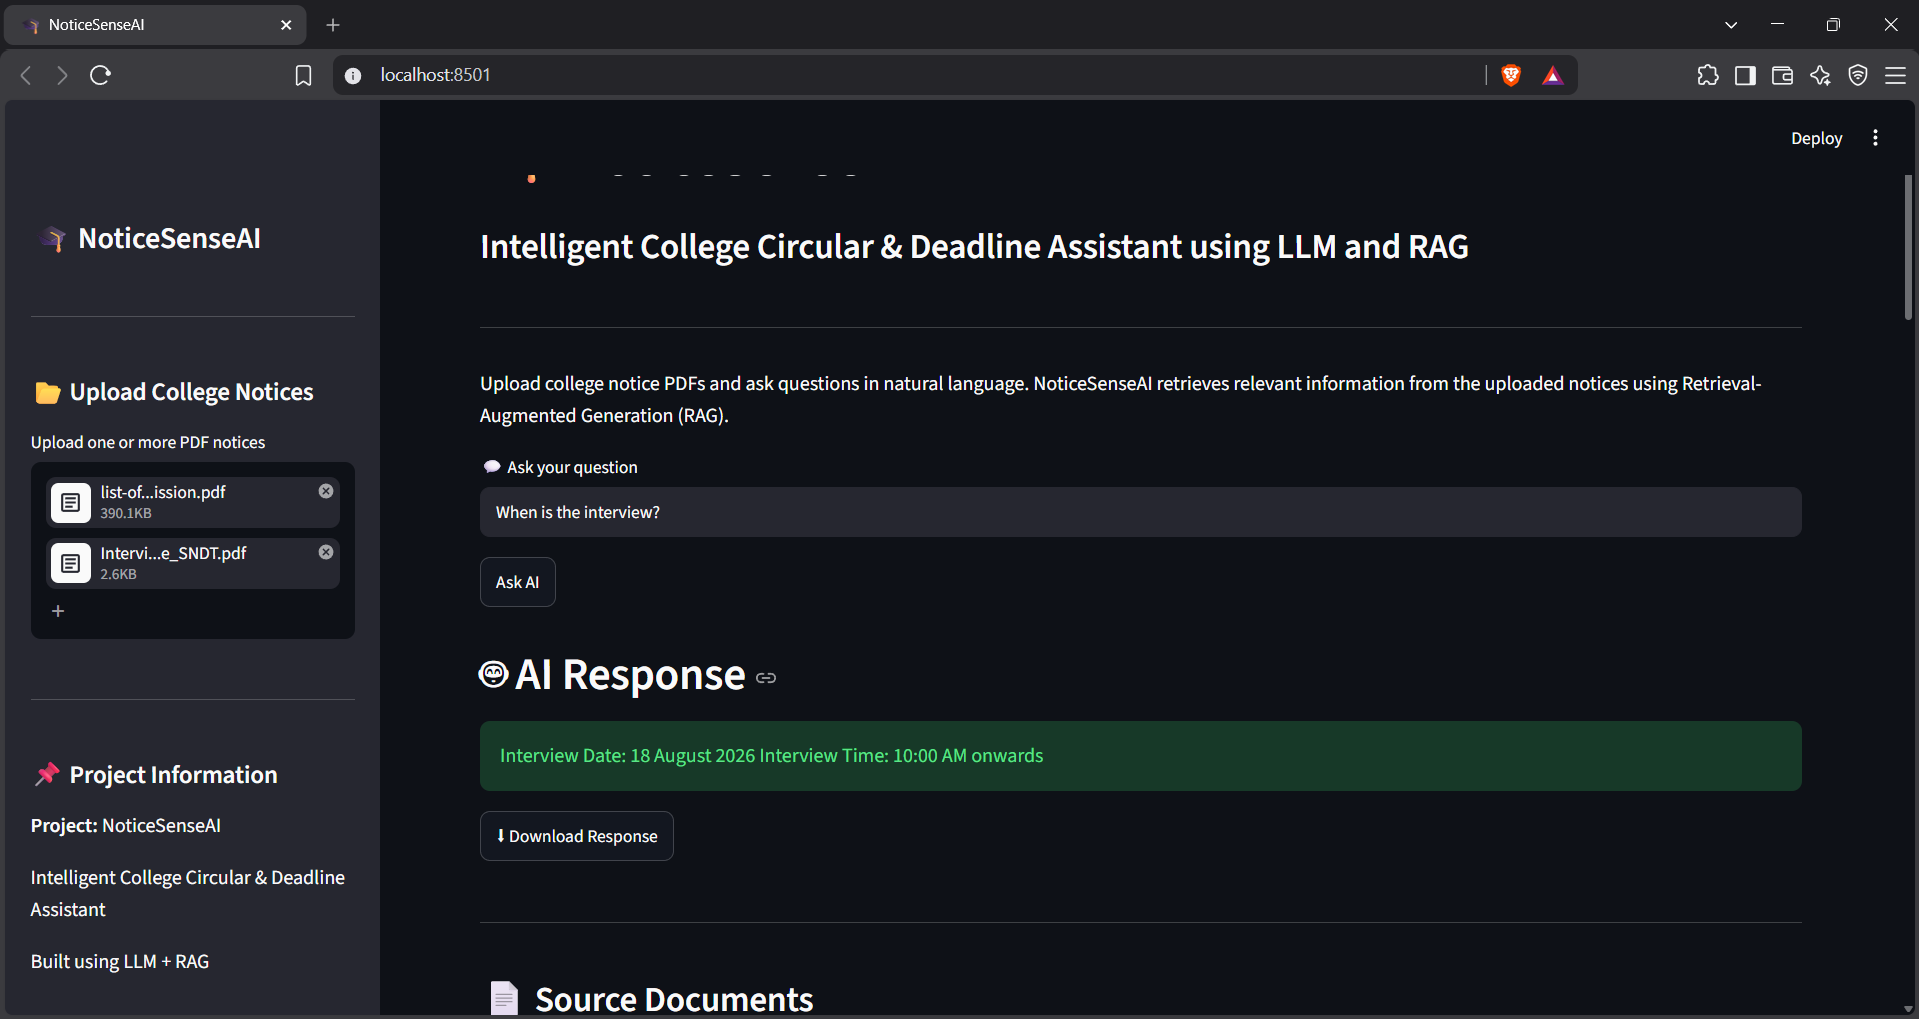 NoticeSenseAI
localhost:8501
Deploy
NoticeSenseAI
Upload College Notices
Upload one or more PDF notices
list-of...ission.pdf
390.1KB
Intervi...e_SNDT.pdf
2.6KB
Project Information
Project: NoticeSenseAI
Intelligent College Circular & Deadline
Assistant
Built using LLM + RAG
Intelligent College Circular & Deadline Assistant using LLM and RAG
Upload college notice PDFs and ask questions in natural language. NoticeSenseAI retrieves relevant information from the uploaded notices using Retrieval-
Augmented Generation (RAG).
Ask your question
When is the interview?
Ask AI
AI Response
Interview Date: 18 August 2026 Interview Time: 10:00 AM onwards
Download Response
Source Documents